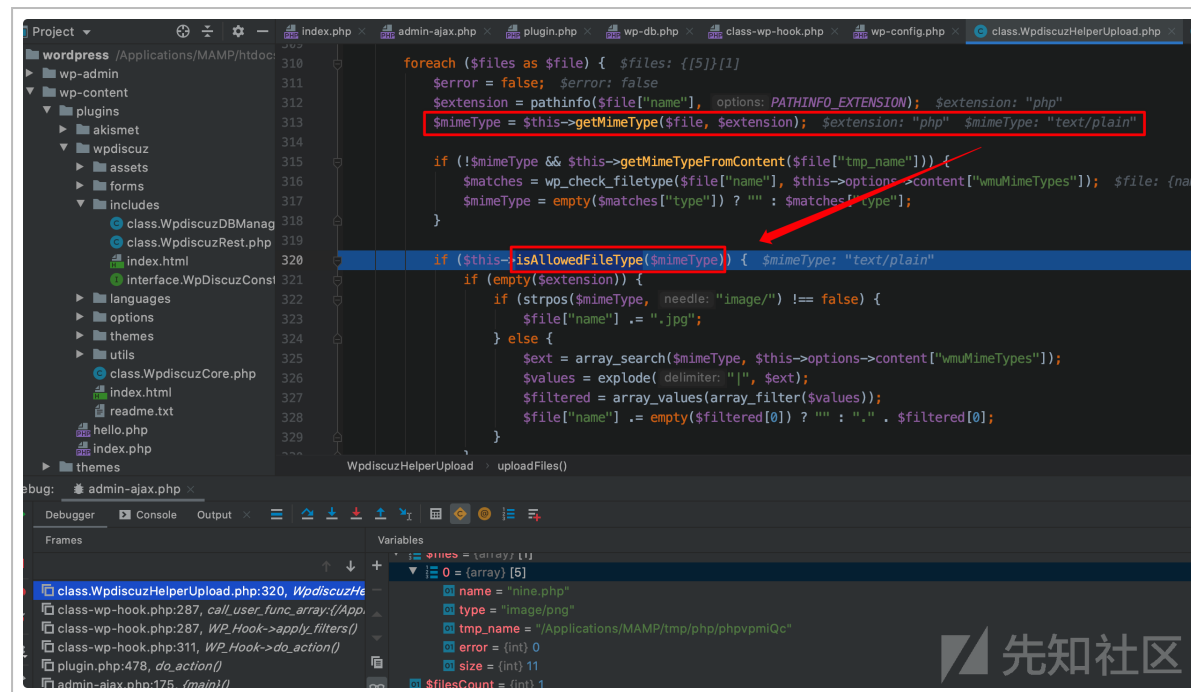 Project
index.php
admin-ajax.php
plugin.php
wp-db.php
class-wp-hook.php
wp-config.php
class.WpdiscuzHelperUpload.php
wordpress /Applications/MAMP/htdoc
wp-admin
wp-content
plugins
akismet
wpdiscuz
assets
forms
includes
class.WpdiscuzDBManag
class.WpdiscuzRest.php
index.html
interface.WpDiscuzConst
languages
options
themes
utils
class.WpdiscuzCore.php
index.html
readme.txt
hello.php
index.php
themes
310 foreach ($files as $file) { $files: {[5]}[1]
311 $error = false; $error: false
312 $extension = pathinfo($file["name"], options: PATHINFO_EXTENSION); $extension: "php"
313 $mimeType = $this->getMimeType($file, $extension); $extension: "php" $mimeType: "text/plain"
314
315 if (!$mimeType && $this->getMimeTypeFromContent($file["tmp_name"])) {
316 $matches = wp_check_filetype($file["name"], $this->options->content["wmuMimeTypes"]); $file: {na
317 $mimeType = empty($matches["type"]) ? "" : $matches["type"];
318 }
319
320 if ($this->isAllowedFileType($mimeType)) { $mimeType: "text/plain"
321 if (empty($extension)) {
322 if (strpos($mimeType, needle: "image/") !== false) {
323 $file["name"] .= ".jpg";
324 } else {
325 $ext = array_search($mimeType, $this->options->content["wmuMimeTypes"]);
326 $values = explode( delimiter: "|", $ext);
327 $filtered = array_values(array_filter($values));
328 $file["name"] .= empty($filtered[0]) ? "" : "." . $filtered[0];
329 }
WpdiscuzHelperUpload › uploadFiles()
ebug: admin-ajax.php
Debugger Console Output
Frames
Variables
class.WpdiscuzHelperUpload.php:320, WpdiscuzHe
class-wp-hook.php:287, call_user_func_array:{/Appl
class-wp-hook.php:287, WP_Hook->apply_filters()
class-wp-hook.php:311, WP_Hook->do_action()
plugin.php:478, do_action()
admin-ajax.php:175, {main}()
$files = {array} [1]
0 = {array} [5]
name = "nine.php"
type = "image/png"
tmp_name = "/Applications/MAMP/tmp/php/phpvpmiQc"
error = {int} 0
size = {int} 11
$filesCount = {int} 1
先知社区